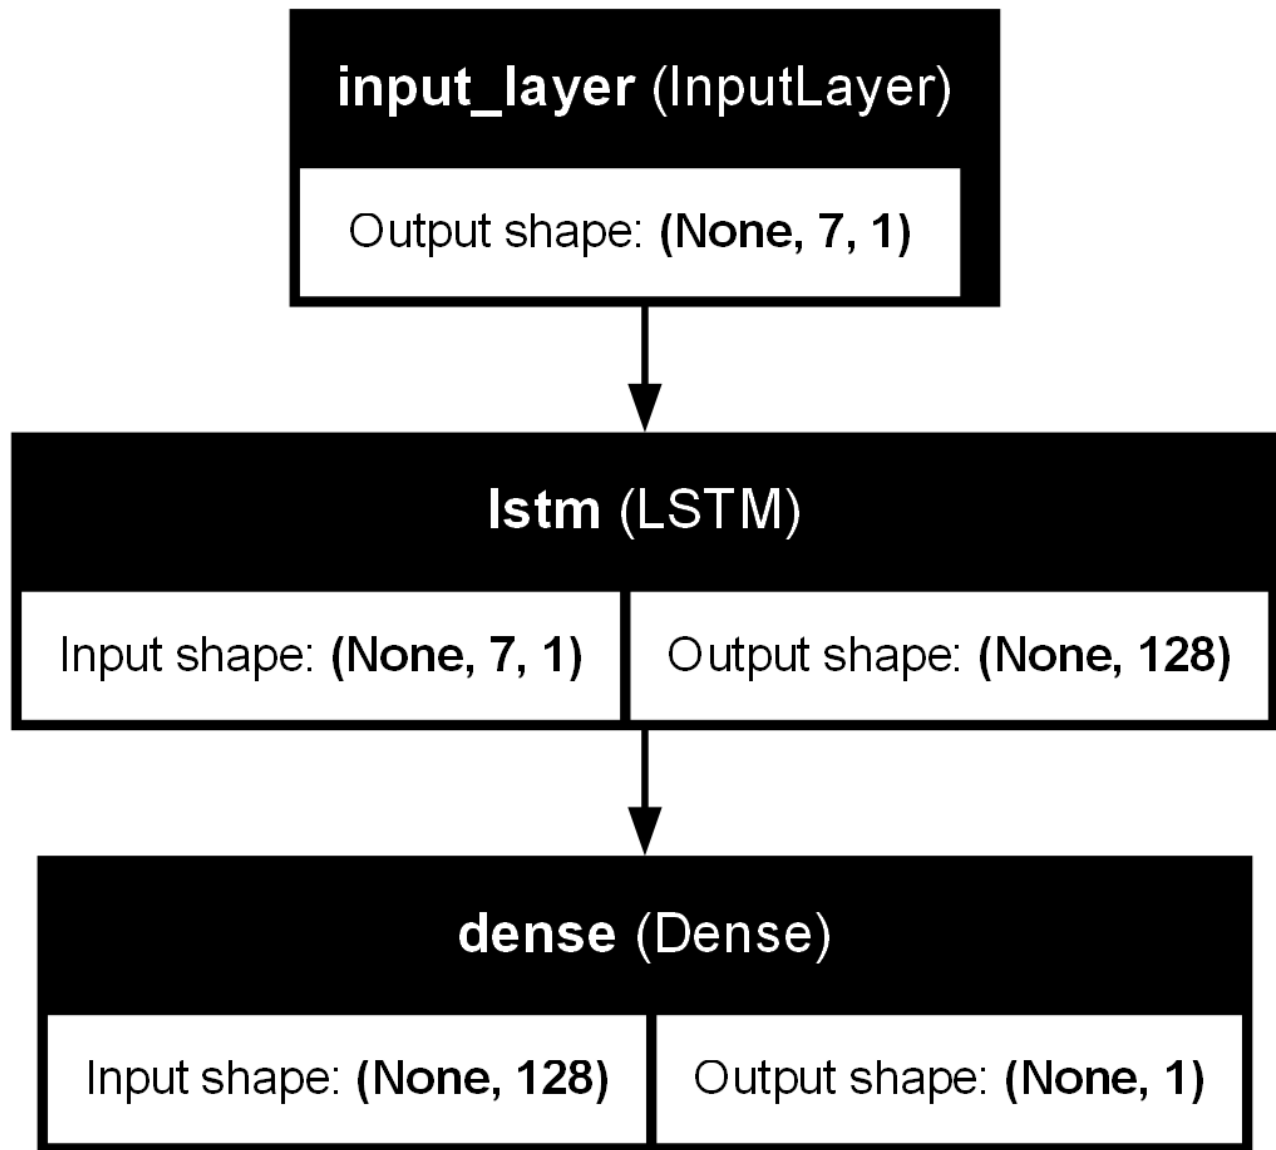 input_layer (InputLayer)
Output shape: (None, 7, 1)
lstm (LSTM)
Input shape: (None, 7, 1) Output shape: (None, 128)
dense (Dense)
Input shape: (None, 128) Output shape: (None, 1)